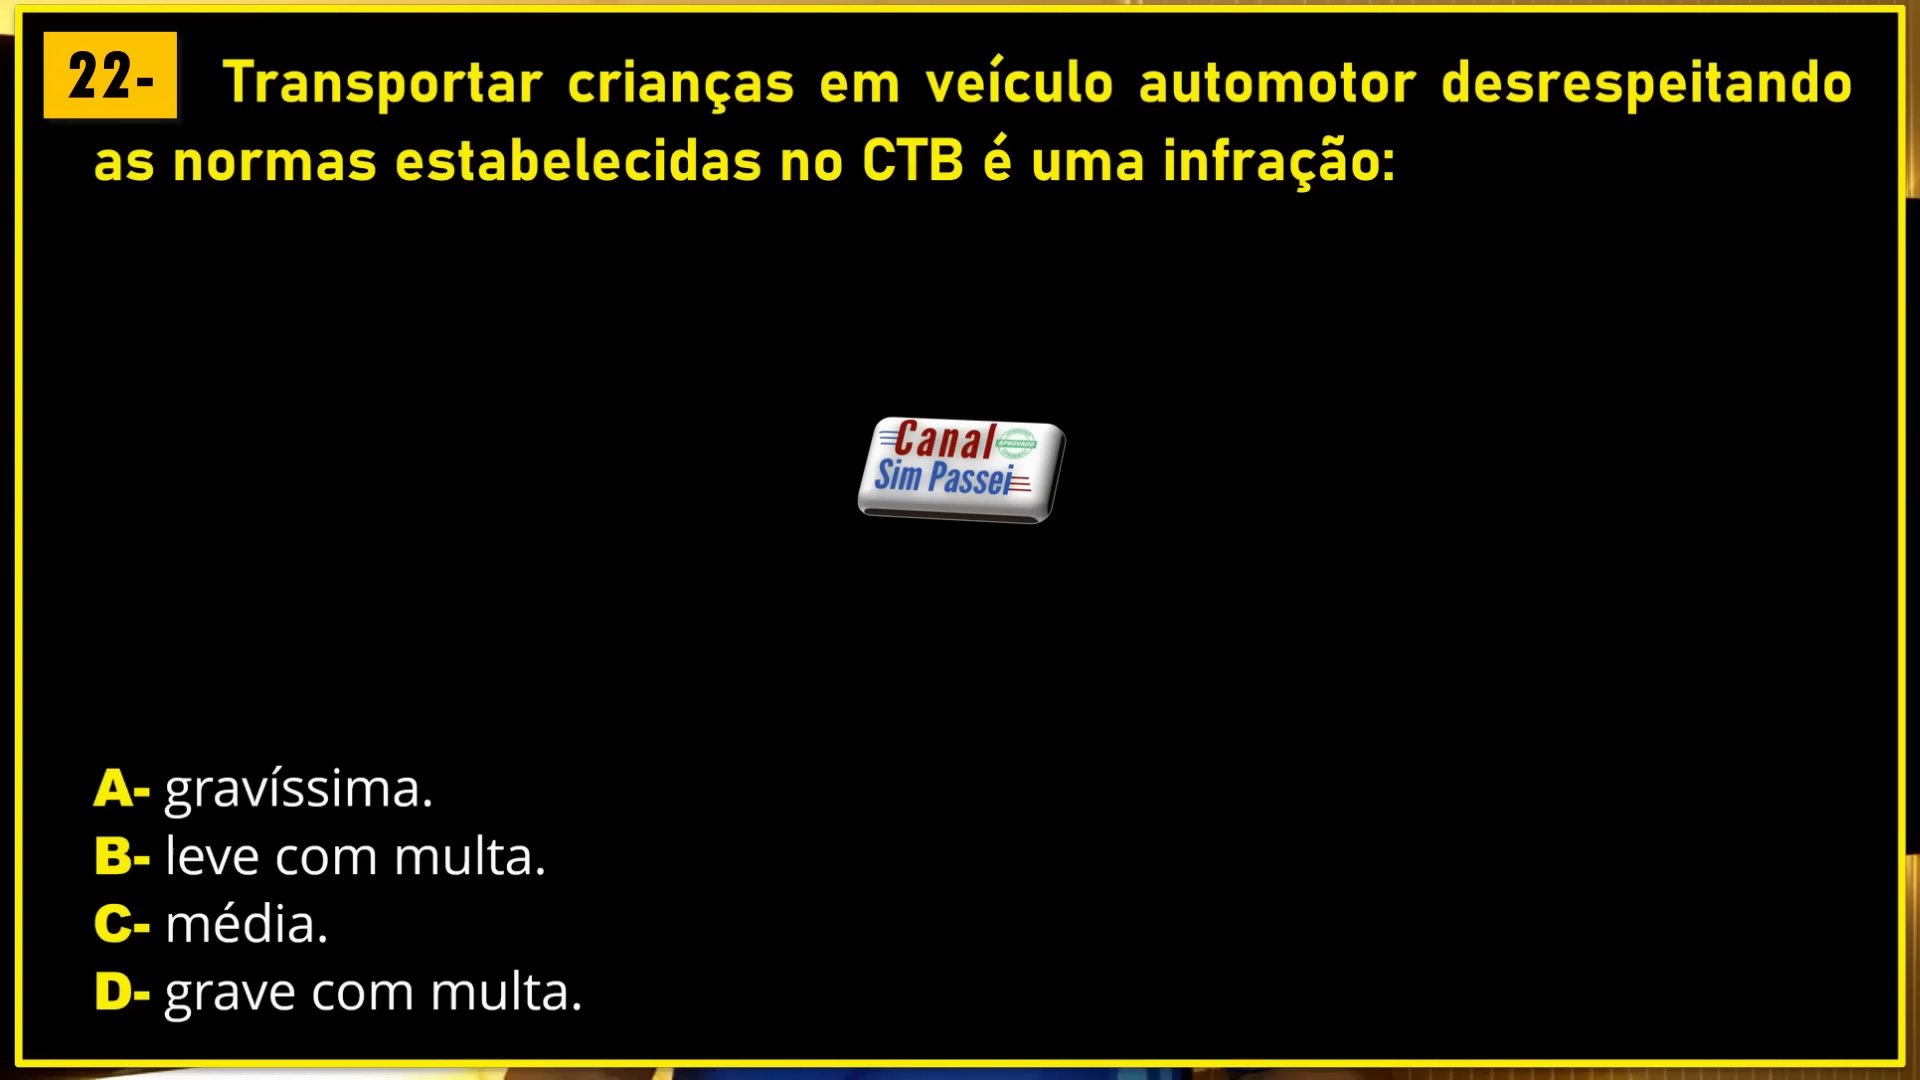 22- Transportar crianças em veículo automotor desrespeitando
as normas estabelecidas no CTB é uma infração:
Canal
APROVADO
Sim Passei
A- gravíssima.
B- leve com multa.
C- média.
D- grave com multa.